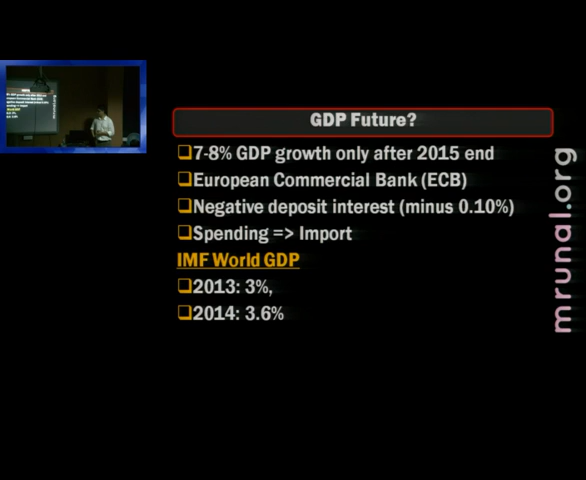 GDP Future?
7-8% GDP growth only after 2015 end
European Commercial Bank (ECB)
Negative deposit interest (minus 0.10%)
Spending => Import
IMF World GDP
2013: 3%,
2014: 3.6%
mrunal.org